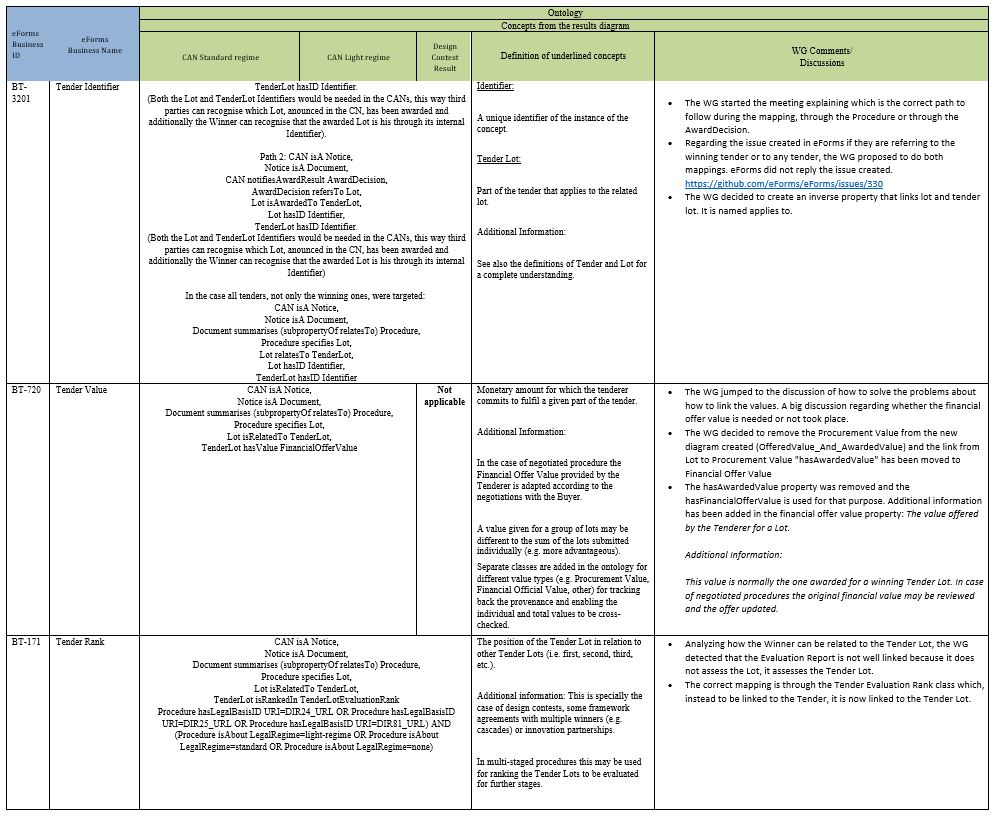 Ontology
Concepts from the results diagram
eForms
Business
ID
eForms
Business Name
CAN Standard regime
CAN Light regime
Design
Contest
Result
Definition of underlined concepts
WG Comments/
Discussions
BT-
3201
Tender Identifier
TenderLot hasID Identifier.
(Both the Lot and TenderLot Identifiers would be needed in the CANs, this way third
parties can recognise which Lot, anounced in the CN, has been awarded and
additionally the Winner can recognise that the awarded Lot is his through its internal
Identifier).
Path 2: CAN isA Notice,
Notice isA Document,
CAN notifiesAwardResult AwardDecision,
AwardDecision refersTo Lot,
Lot isAwardedTo TenderLot,
Lot hasID Identifier,
TenderLot hasID Identifier.
(Both the Lot and TenderLot Identifiers would be needed in the CANs, this way third
parties can recognise which Lot, anounced in the CN, has been awarded and
additionally the Winner can recognise that the awarded Lot is his through its internal
Identifier)
In the case all tenders, not only the winning ones, were targeted:
CAN isA Notice,
Notice isA Document,
Document summarises (subpropertyOf relatesTo) Procedure,
Procedure specifies Lot,
Lot relatesTo TenderLot,
Lot hasID Identifier,
TenderLot hasID Identifier
Identifier:
A unique identifier of the instance of the
concept.
Tender Lot:
Part of the tender that applies to the related
lot.
Additional Information:
See also the definitions of Tender and Lot for
a complete understanding.
• The WG started the meeting explaining which is the correct path to
follow during the mapping, through the Procedure or through the
AwardDecision.
• Regarding the issue created in eForms if they are referring to the
winning tender or to any tender, the WG proposed to do both
mappings. eForms did not reply the issue created.
https://github.com/eForms/eForms/issues/330
• The WG decided to create an inverse property that links lot and tender
lot. It is named applies to.
BT-720
Tender Value
CAN isA Notice,
Notice isA Document,
Document summarises (subpropertyOf relatesTo) Procedure,
Procedure specifies Lot,
Lot isRelatedTo TenderLot,
TenderLot hasValue FinancialOfferValue
Not
applicable
Monetary amount for which the tenderer
commits to fulfil a given part of the tender.
Additional Information:
In the case of negotiated procedure the
Financial Offer Value provided by the
Tenderer is adapted according to the
negotiations with the Buyer.
A value given for a group of lots may be
different to the sum of the lots submitted
individually (e.g. more advantageous).
Separate classes are added in the ontology for
different value types (e.g. Procurement Value,
Financial Official Value, other) for tracking
back the provenance and enabling the
individual and total values to be cross-
checked.
• The WG jumped to the discussion of how to solve the problems about
how to link the values. A big discussion regarding whether the financial
offer value is needed or not took place.
• The WG decided to remove the Procurement Value from the new
diagram created (OfferedValue_And_AwardedValue) and the link from
Lot to Procurement Value "hasAwardedValue" has been moved to
Financial Offer Value
• The hasAwardedValue property was removed and the
hasFinancialOfferValue is used for that purpose. Additional information
has been added in the financial offer value property: The value offered
by the Tenderer for a Lot.
Additional Information:
This value is normally the one awarded for a winning Tender Lot. In case
of negotiated procedures the original financial value may be reviewed
and the offer updated.
BT-171
Tender Rank
CAN isA Notice,
Notice isA Document,
Document summarises (subpropertyOf relatesTo) Procedure,
Procedure specifies Lot,
Lot isRelatedTo TenderLot,
TenderLot isRankedIn TenderLotEvaluationRank
Procedure hasLegalBasisID URI=DIR24_URL OR Procedure hasLegalBasisID
URI=DIR25_URL OR Procedure hasLegalBasisID URI=DIR81_URL) AND
(Procedure isAbout LegalRegime=light-regime OR Procedure isAbout
LegalRegime=standard OR Procedure isAbout LegalRegime=none)
The position of the Tender Lot in relation to
other Tender Lots (i.e. first, second, third,
etc.).
Additional information: This is specially the
case of design contests, some framework
agreements with multiple winners (e.g.
cascades) or innovation partnerships.
In multi-staged procedures this may be used
for ranking the Tender Lots to be evaluated
for further stages.
• Analyzing how the Winner can be related to the Tender Lot, the WG
detected that the Evaluation Report is not well linked because it does
not assess the Lot, it assesses the Tender Lot.
• The correct mapping is through the Tender Evaluation Rank class which,
instead to be linked to the Tender, it is now linked to the Tender Lot.